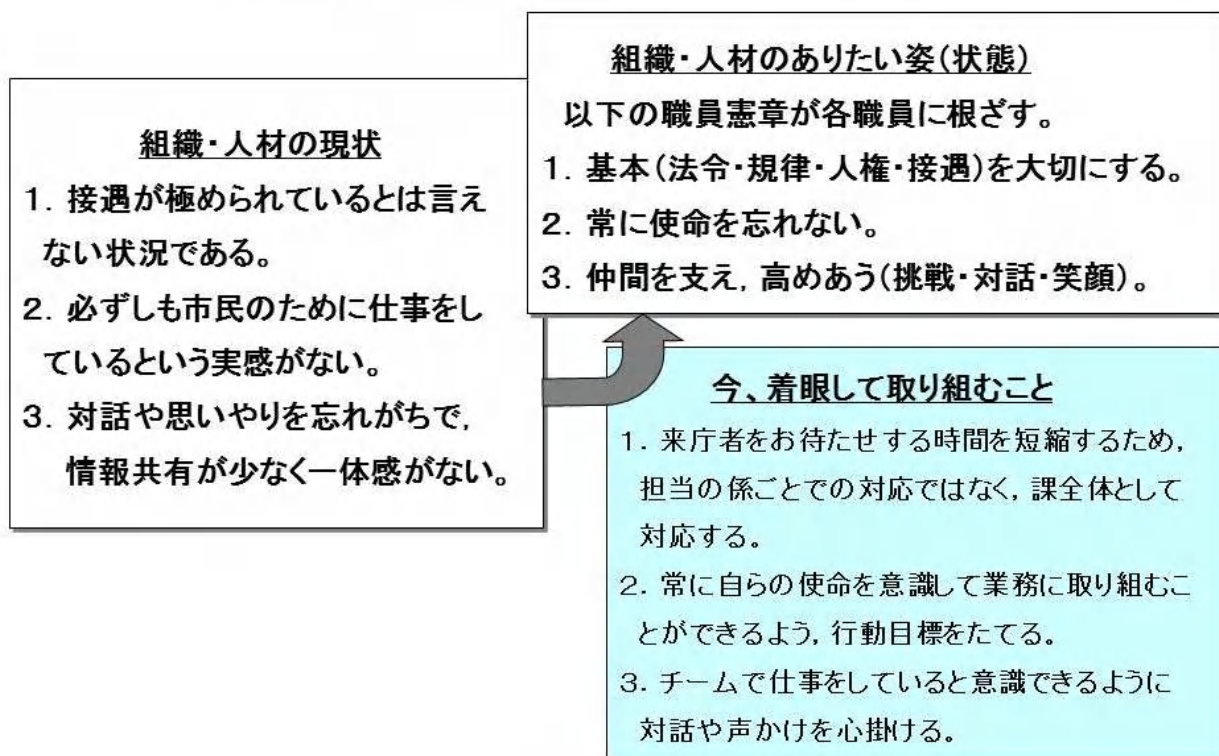 組織・人材の現状
1. 接遇が極められているとは言え
ない状況である。
2. 必ずしも市民のために仕事をし
ているという実感がない。
3. 対話や思いやりを忘れがちで,
情報共有が少なく一体感がない。
組織・人材のありたい姿(状態)
以下の職員憲章が各職員に根ざす。
1. 基本(法令・規律・人権・接遇)を大切にする。
2. 常に使命を忘れない。
3. 仲間を支え, 高めあう(挑戦・対話・笑顔)。
今、着眼して取り組むこと
1. 来庁者をお待たせする時間を短縮するため,
担当の係ごとでの対応ではなく, 課全体として
対応する。
2. 常に自らの使命を意識して業務に取り組むこ
とができるよう, 行動目標をたてる。
3. チームで仕事をしていると意識できるように
対話や声かけを心掛ける。